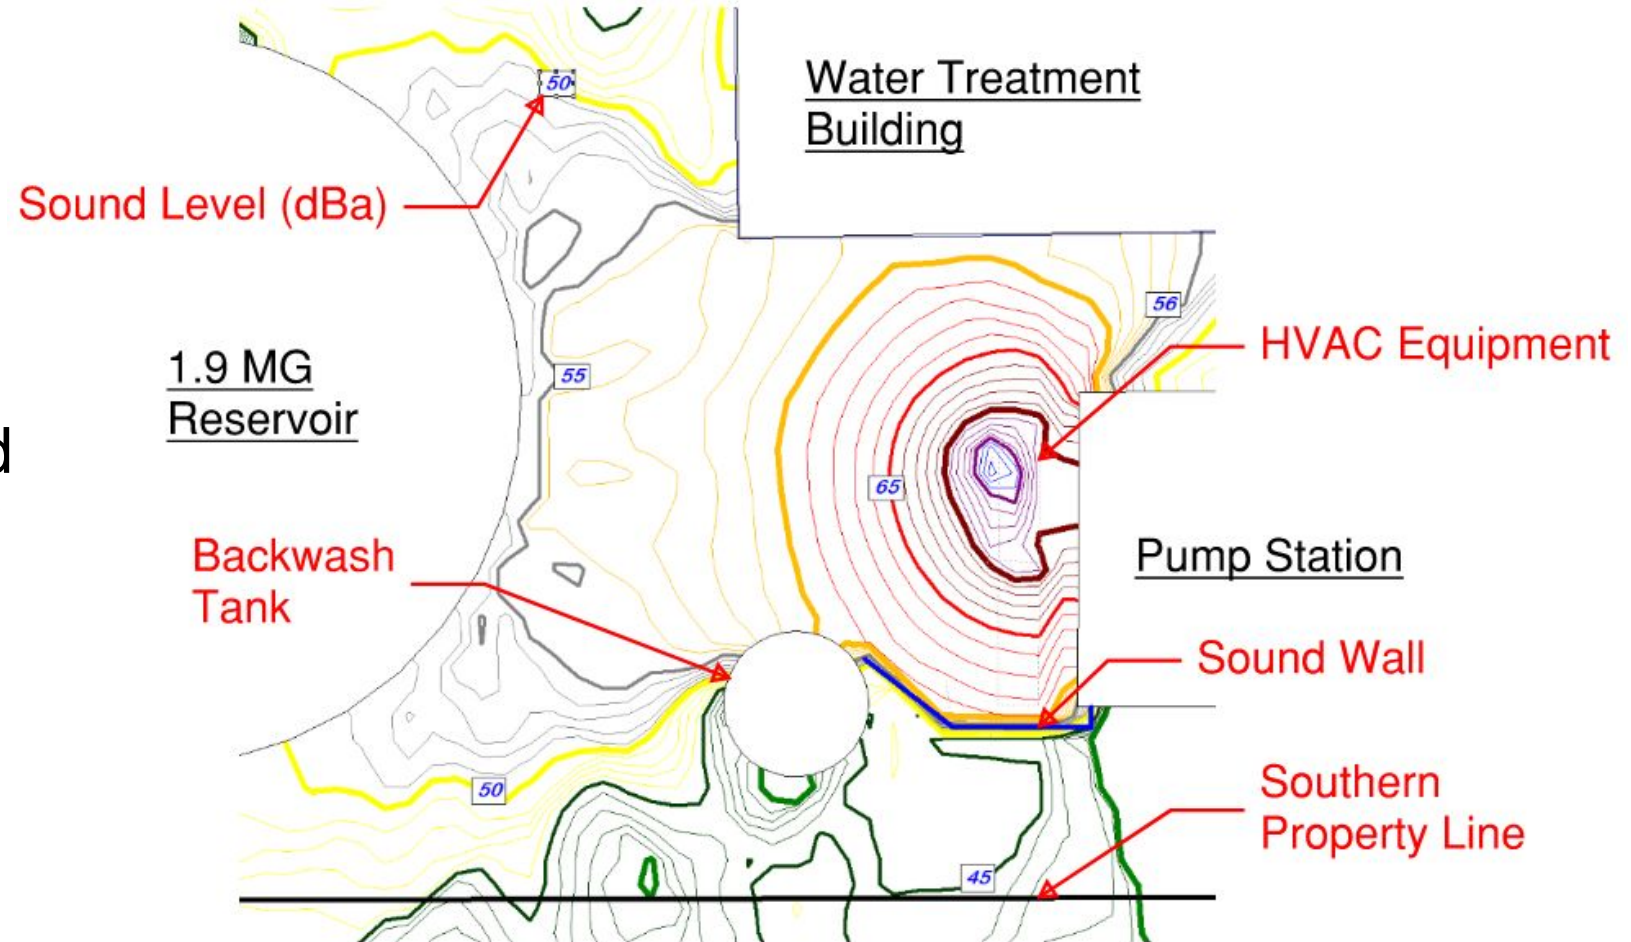 Water Treatment
Building
50
Sound Level (dBa)
56
HVAC Equipment
1.9 MG
Reservoir
55
d
65
Backwash
Tank
Pump Station
Sound Wall
50
Southern
Property Line
45